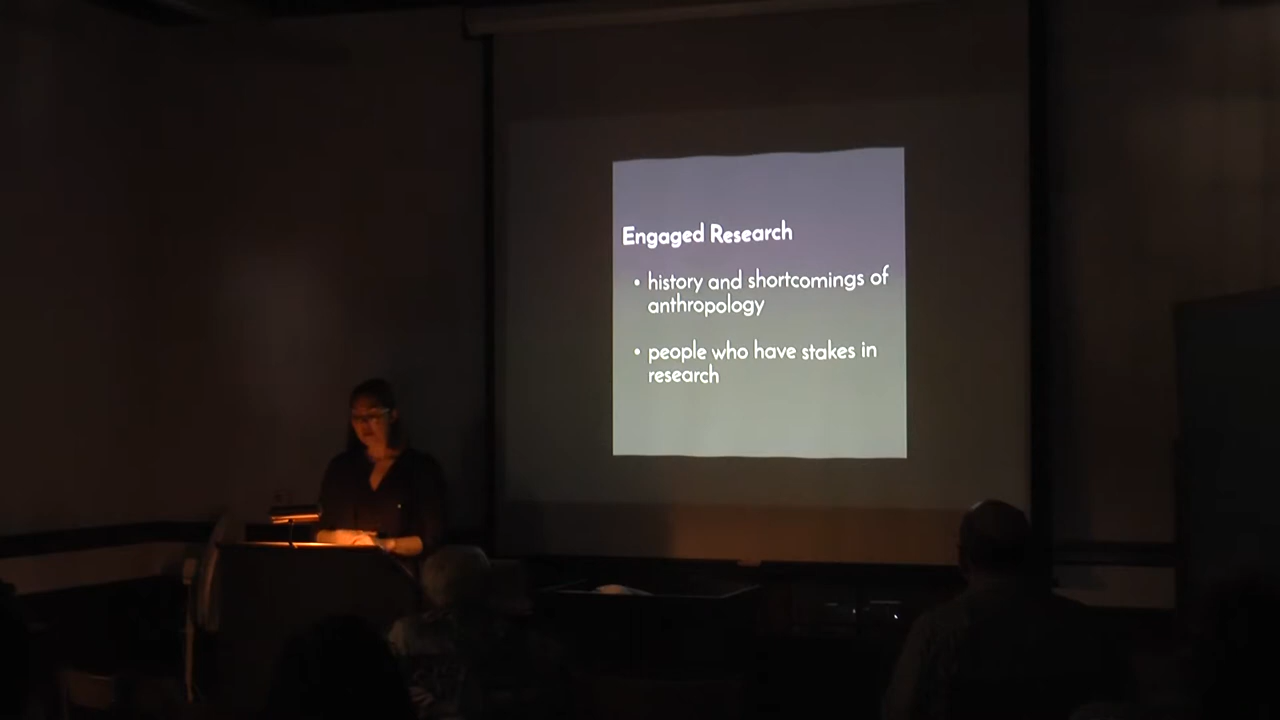 Engaged Research
• history and shortcomings of
anthropology
• people who have stakes in
research